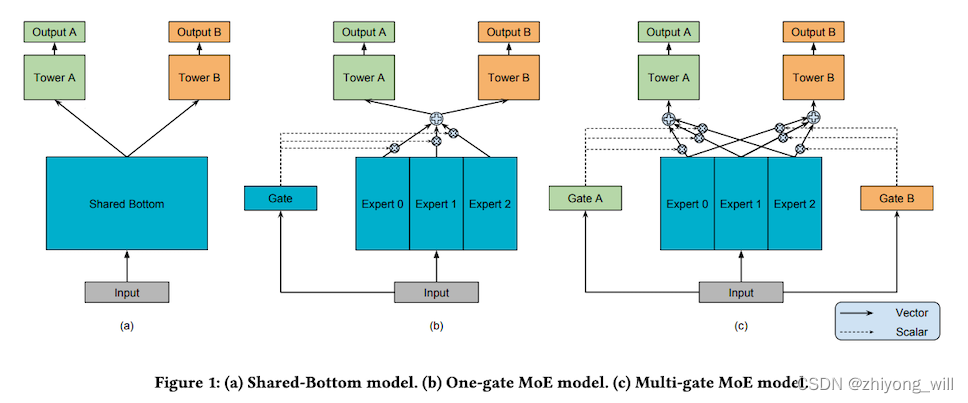 Output A
Output B
Tower A
Tower B
Shared Bottom
Input
(a)
Output A
Output B
Tower A
Tower B
Gate
Expert 0
Expert 1
Expert 2
Input
(b)
Output A
Output B
Tower A
Tower B
Gate A
Expert 0
Expert 1
Expert 2
Gate B
Input
(c)
Vector
Scalar
Figure 1: (a) Shared-Bottom model. (b) One-gate MoE model. (c) Multi-gate MoE model.
CSDN @zhiyong_will